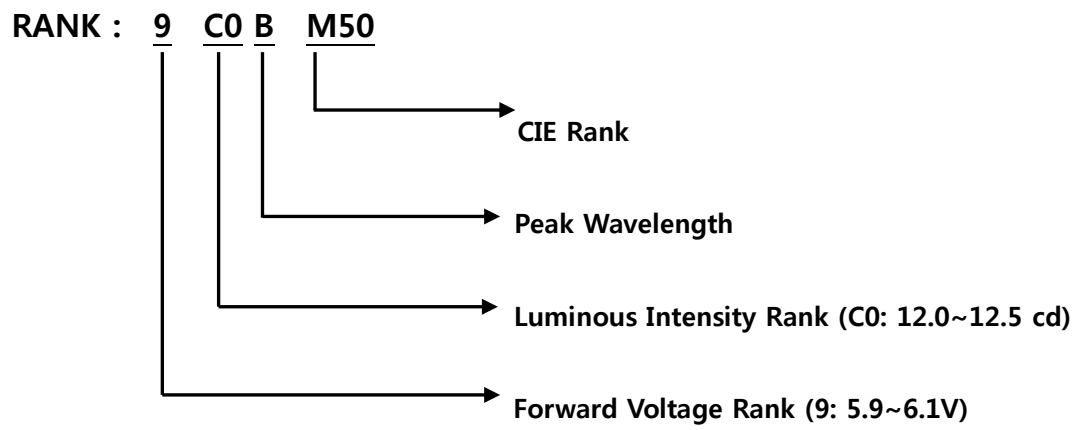 RANK : 9 C0 B M50
CIE Rank
Peak Wavelength
Luminous Intensity Rank (C0: 12.0~12.5 cd)
Forward Voltage Rank (9: 5.9~6.1V)